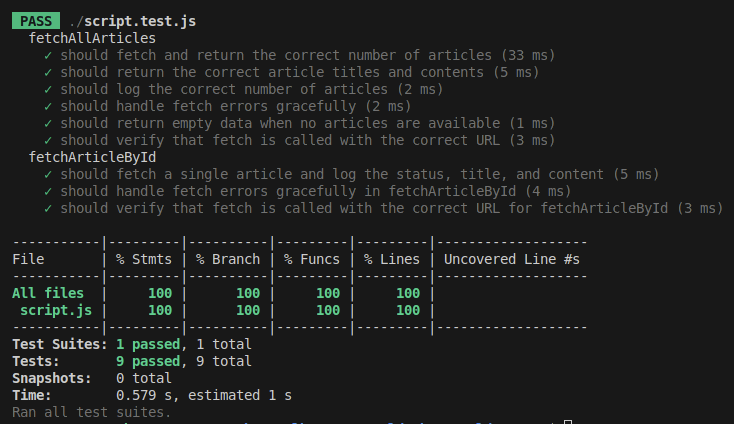 PASS ./script.test.js
fetchAllArticles
✓ should fetch and return the correct number of articles (33 ms)
✓ should return the correct article titles and contents (5 ms)
✓ should log the correct number of articles (2 ms)
✓ should handle fetch errors gracefully (2 ms)
✓ should return empty data when no articles are available (1 ms)
✓ should verify that fetch is called with the correct URL (3 ms)
fetchArticleById
✓ should fetch a single article and log the status, title, and content (5 ms)
✓ should handle fetch errors gracefully in fetchArticleById (4 ms)
✓ should verify that fetch is called with the correct URL for fetchArticleById (3 ms)
-----------|---------|----------|---------|---------|-------------------
File       | % Stmts | % Branch | % Funcs | % Lines | Uncovered Line #s
-----------|---------|----------|---------|---------|-------------------
All files  |     100 |      100 |     100 |     100 |
 script.js |     100 |      100 |     100 |     100 |
-----------|---------|----------|---------|---------|-------------------
Test Suites: 1 passed, 1 total
Tests:       9 passed, 9 total
Snapshots:   0 total
Time:        0.579 s, estimated 1 s
Ran all test suites.